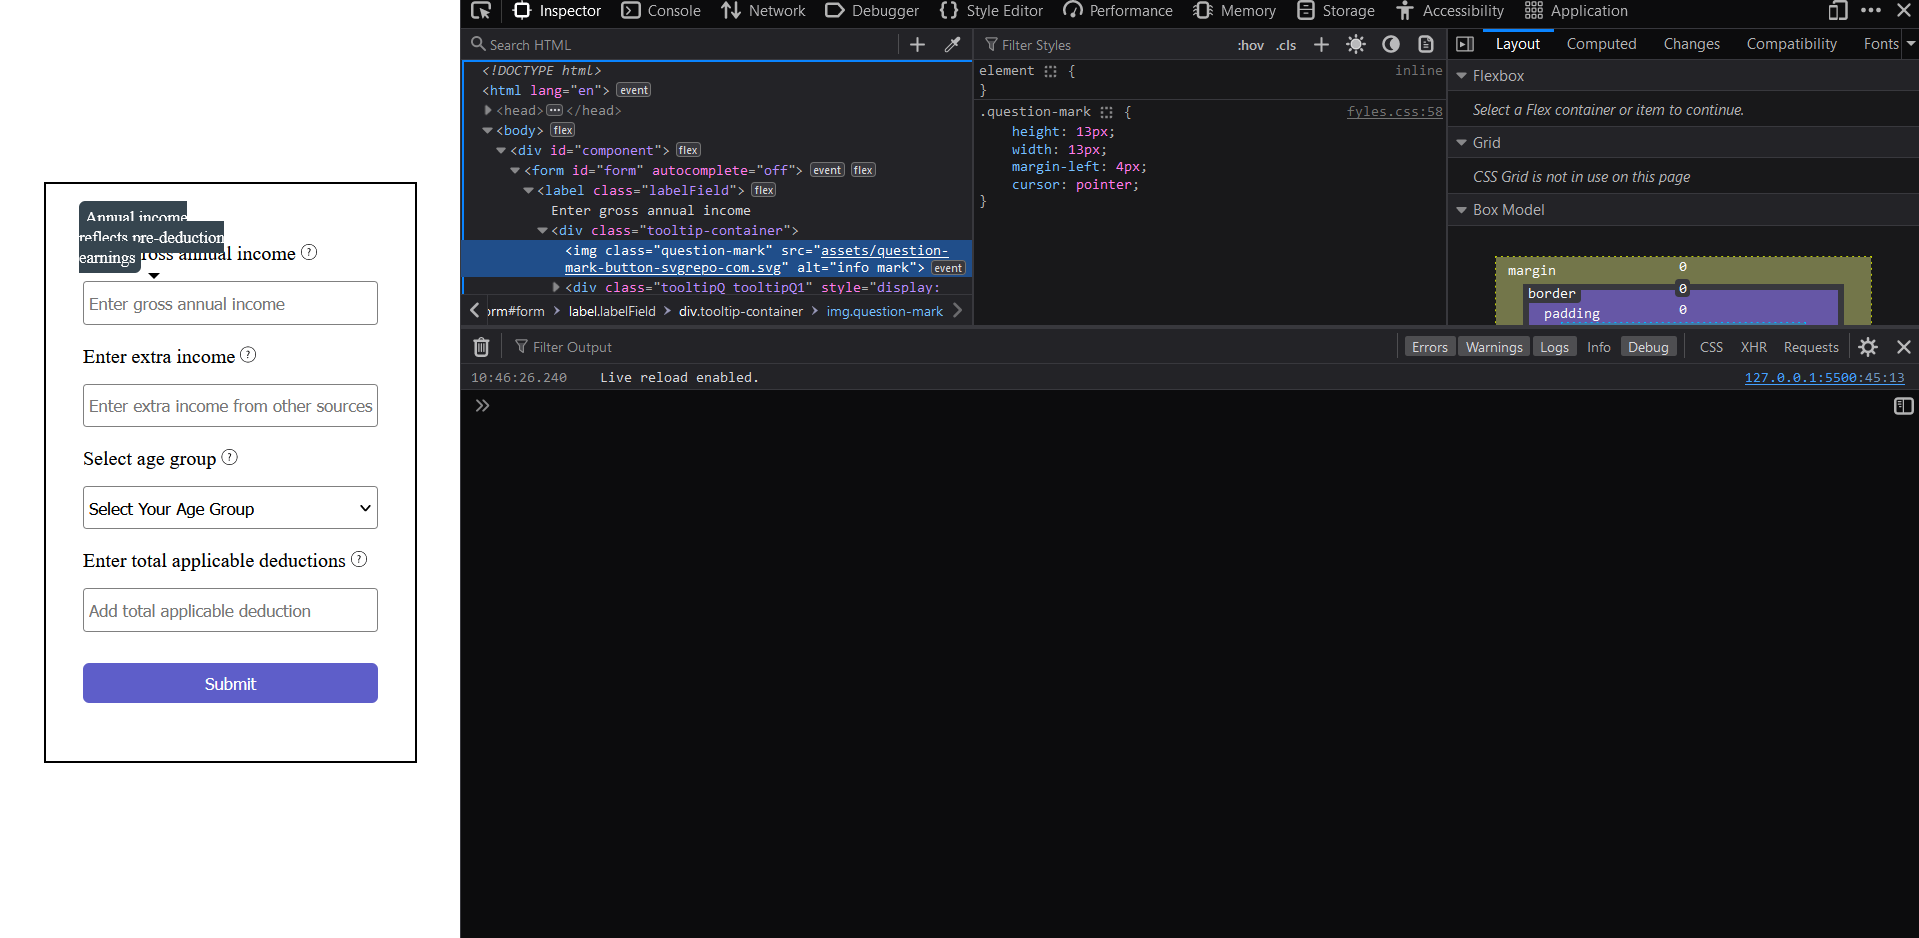 Annual income
reflects pre-deduction
earnings
ross annual income ?
Enter gross annual income
Enter extra income ?
Enter extra income from other sources
Select age group ?
Select Your Age Group
Enter total applicable deductions ?
Add total applicable deduction
Submit
Inspector Console Network Debugger Style Editor Performance Memory Storage Accessibility Application
Search HTML
<!DOCTYPE html>
<html lang="en"> event
<head> ··· </head>
<body> flex
<div id="component"> flex
<form id="form" autocomplete="off"> event flex
<label class="labelField"> flex
Enter gross annual income
<div class="tooltip-container">
<img class="question-mark" src="assets/question-
mark-button-svgrepo-com.svg" alt="info mark"> event
<div class="tooltipQ tooltipQ1" style="display:
rm#form > label.labelField > div.tooltip-container > img.question-mark
Filter Styles :hov .cls
element { inline
}
.question-mark { fyles.css:58
height: 13px;
width: 13px;
margin-left: 4px;
cursor: pointer;
}
Layout Computed Changes Compatibility Fonts
Flexbox
Select a Flex container or item to continue.
Grid
CSS Grid is not in use on this page
Box Model
margin 0
border 0
padding 0
Filter Output Errors Warnings Logs Info Debug CSS XHR Requests
10:46:26.240 Live reload enabled. 127.0.0.1:5500:45:13